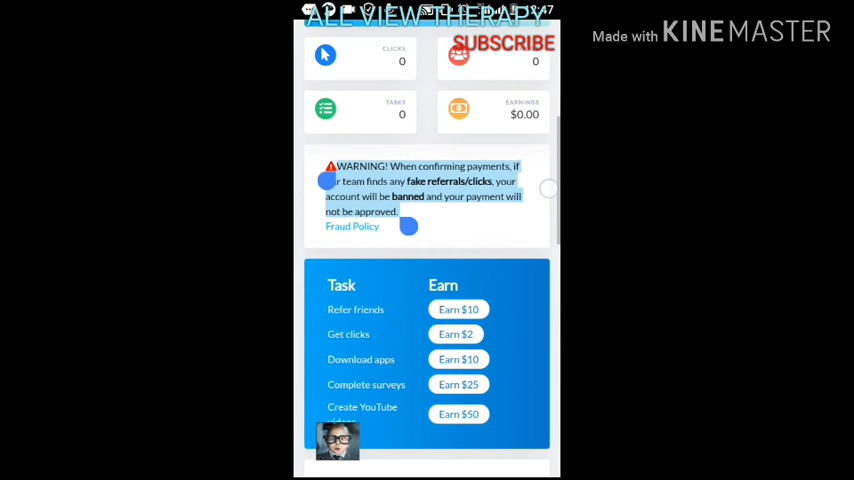 ALL VIEW THERAPY
SUBSCRIBE
Made with KINEMASTER
CLICKS
0
0
TASKS
0
EARNINGS
$0.00
WARNING! When confirming payments, if
r team finds any fake referrals/clicks, your
account will be banned and your payment will
not be approved.
Fraud Policy
Task Earn
Refer friends Earn $10
Get clicks Earn $2
Download apps Earn $10
Complete surveys Earn $25
Create YouTube
Earn $50